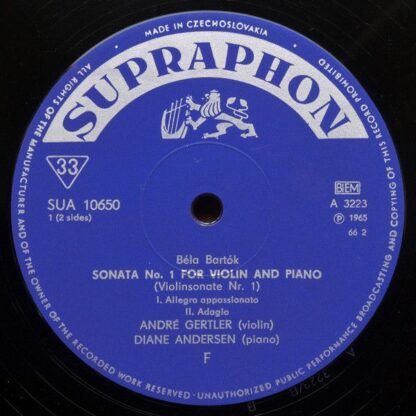 MADE IN CZECHOSLOVAKIA
ALL RIGHTS OF THE MANUFACTURER AND OF THE OWNER OF THE RECORDED WORK RESERVED · UNAUTHORIZED PUBLIC PERFORMANCE BROADCASTING AND COPYING OF THIS RECORD PROHIBITED
SUPRAPHON
33
BIEM
SUA 10650
A 3223
1 (2 sides)
Ⓟ 1965
66 2
Béla Bartók
SONATA No. 1 FOR VIOLIN AND PIANO
(Violinsonate Nr. 1)
I. Allegro appassionato
II. Adagio
ANDRÉ GERTLER (violin)
DIANE ANDERSEN (piano)
F